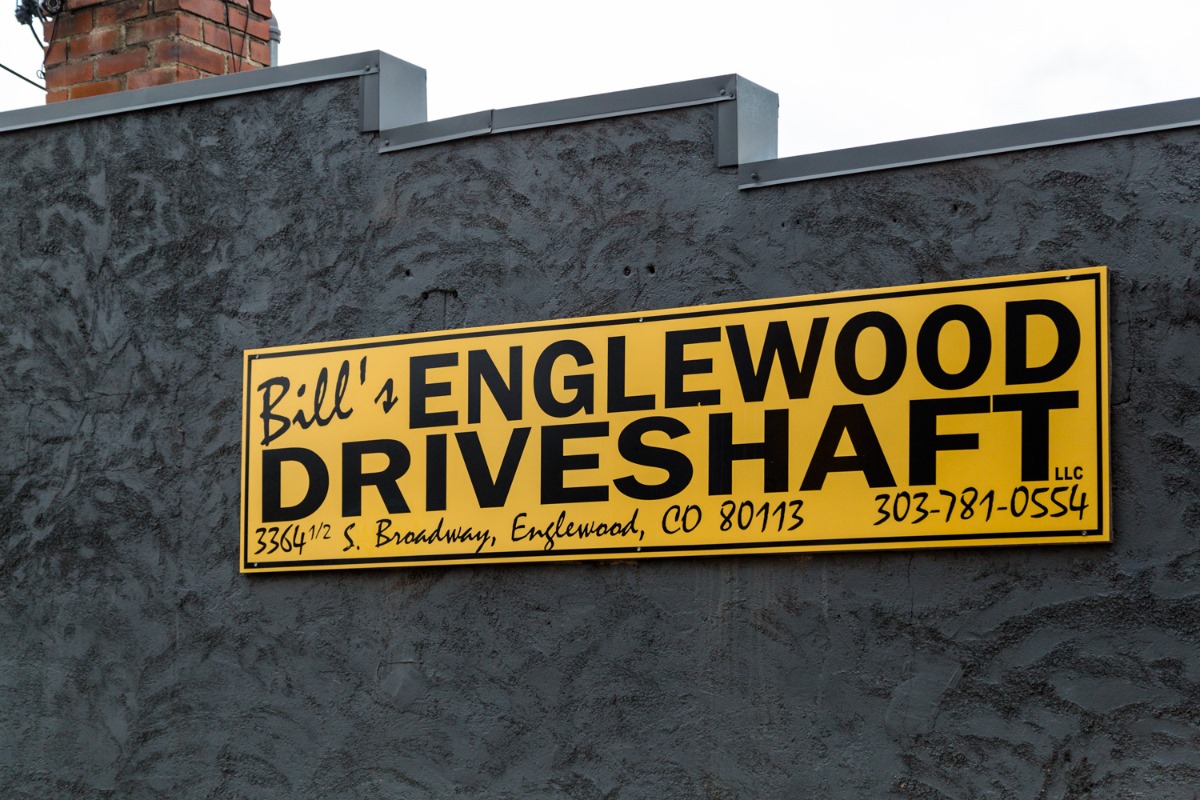 Bill's ENGLEWOOD
DRIVESHAFT LLC
3364 1/2 S. Broadway, Englewood, CO 80113 303-781-0554